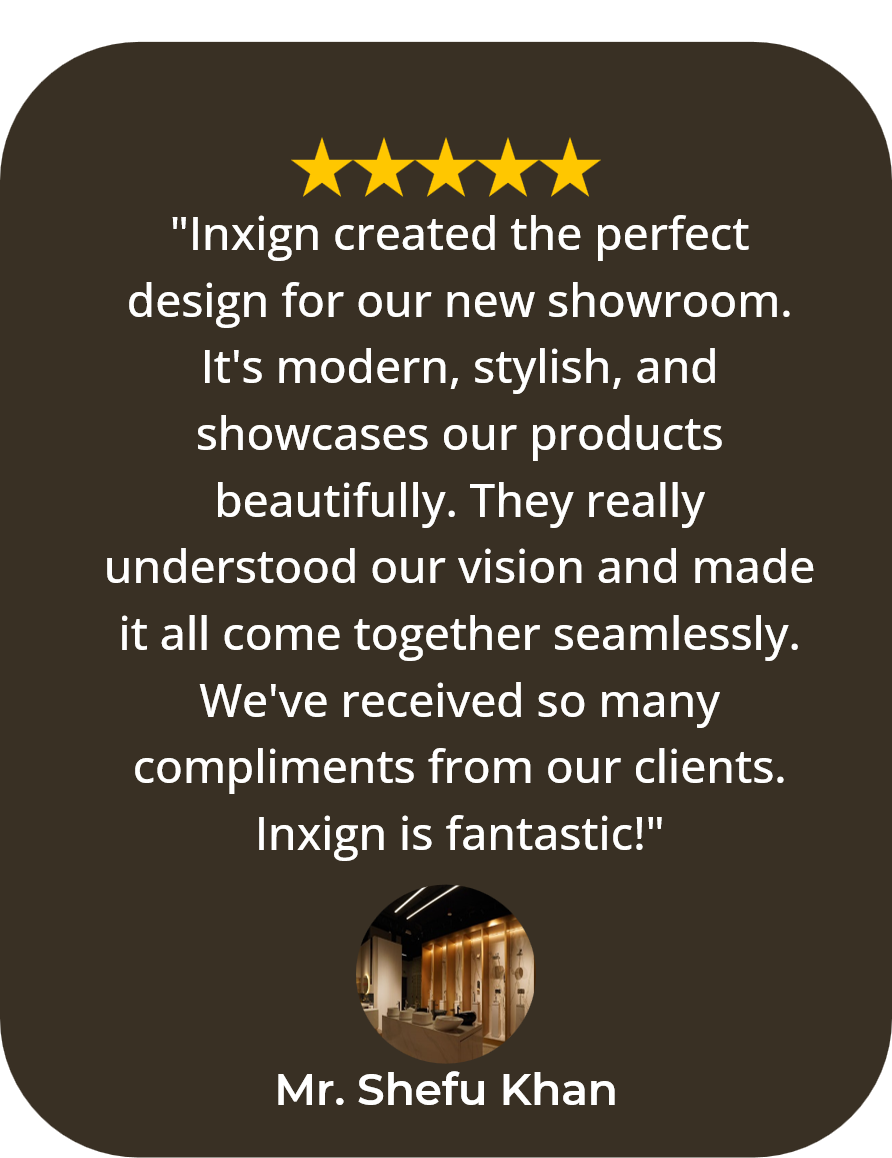 "Inxign created the perfect
design for our new showroom.
It's modern, stylish, and
showcases our products
beautifully. They really
understood our vision and made
it all come together seamlessly.
We've received so many
compliments from our clients.
Inxign is fantastic!"
Mr. Shefu Khan